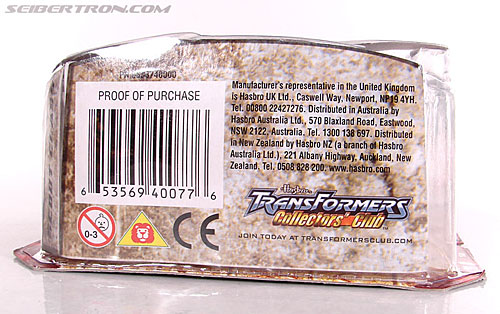 SEIBERTRON.COM
PROOF OF PURCHASE
6 53569 40077 6
0-3
Manufacturer's representative in the United Kingdom
is Hasbro UK Ltd., Caswell Way, Newport, NP19 4YH.
Tel. 00800 22427276. Distributed in Australia by
Hasbro Australia Ltd., 570 Blaxland Road, Eastwood,
NSW 2122, Australia. Tel. 1300 138 697. Distributed
in New Zealand by Hasbro NZ (a branch of Hasbro
Australia Ltd.), 221 Albany Highway, Auckland, New
Zealand. Tel. 0508 828 200. www.hasbro.com
Hasbro
TRANSFORMERS
Collectors' Club
JOIN TODAY AT TRANSFORMERSCLUB.COM
CE